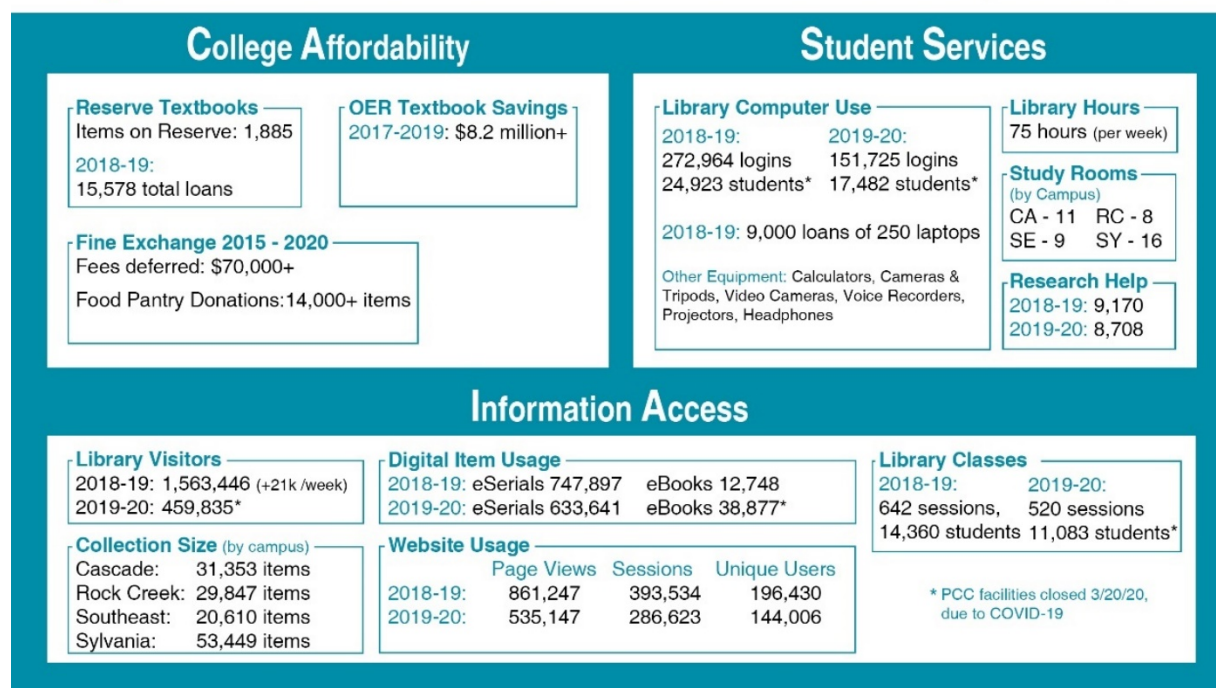 College Affordability
Reserve Textbooks
Items on Reserve: 1,885
2018-19:
15,578 total loans
OER Textbook Savings
2017-2019: $8.2 million+
Fine Exchange 2015 - 2020
Fees deferred: $70,000+
Food Pantry Donations:14,000+ items
Student Services
Library Computer Use
2018-19: 2019-20:
272,964 logins 151,725 logins
24,923 students* 17,482 students*
2018-19: 9,000 loans of 250 laptops
Other Equipment: Calculators, Cameras &
Tripods, Video Cameras, Voice Recorders,
Projectors, Headphones
Library Hours
75 hours (per week)
Study Rooms
(by Campus)
CA - 11 RC - 8
SE - 9 SY - 16
Research Help
2018-19: 9,170
2019-20: 8,708
Information Access
Library Visitors
2018-19: 1,563,446 (+21k /week)
2019-20: 459,835*
Collection Size (by campus)
Cascade: 31,353 items
Rock Creek: 29,847 items
Southeast: 20,610 items
Sylvania: 53,449 items
Digital Item Usage
2018-19: eSerials 747,897 eBooks 12,748
2019-20: eSerials 633,641 eBooks 38,877*
Website Usage
Page Views Sessions Unique Users
2018-19: 861,247 393,534 196,430
2019-20: 535,147 286,623 144,006
Library Classes
2018-19: 2019-20:
642 sessions, 520 sessions
14,360 students 11,083 students*
* PCC facilities closed 3/20/20,
due to COVID-19